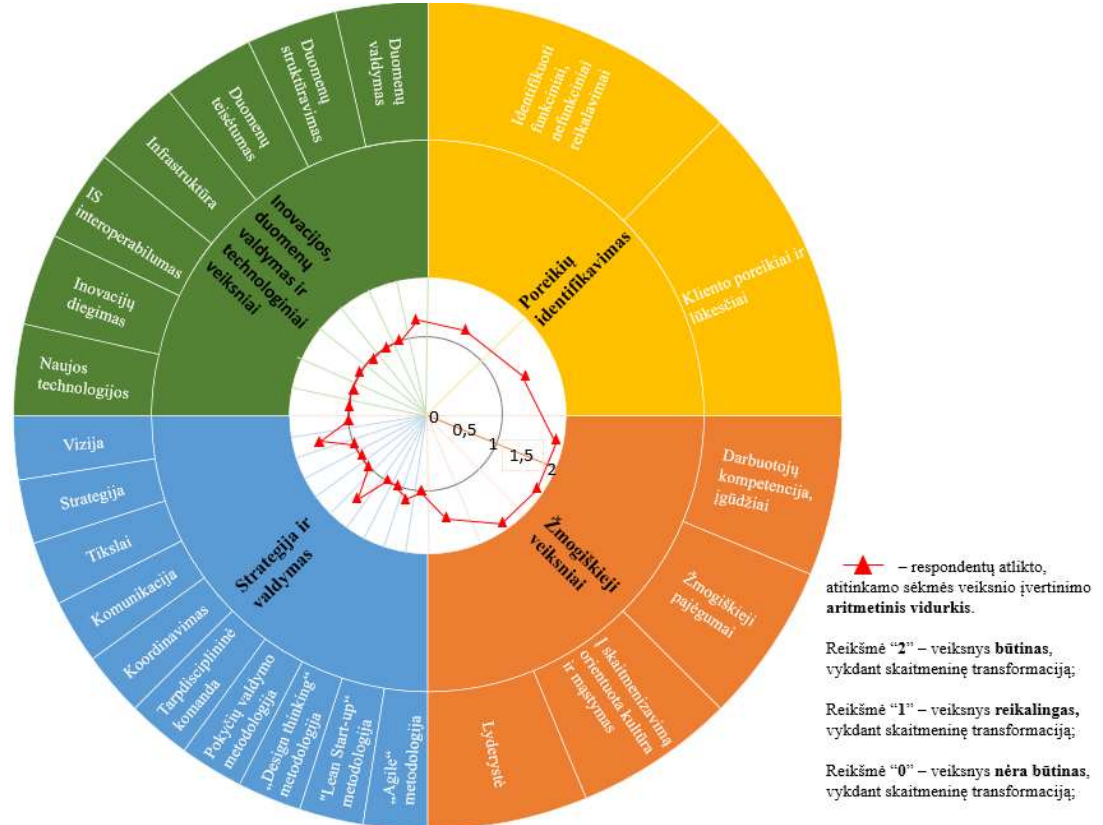 Duomenų
valdymas
Duomenų
struktūravimas
Duomenų
teisėtumas
Infrastruktūra
IS
interoperabilumas
Inovacijų
diegimas
Naujos
technologijos
Inovacijos,
duomenų
valdymas ir
technologiniai
veiksniai
Identifikuoti
funkciniai,
nefunkciniai
reikalavimai
Kliento poreikiai ir
lūkesčiai
Poreikių
identifikavimas
0
0,5
1
1,5
2
Vizija
Strategija
Tikslai
Komunikacija
Koordinavimas
Tarpdisciplininė
komanda
Pokyčių valdymo
metodologija
„Design thinking“
metodologija
“Lean Start-up“
metodologija
„Agile“
metodologija
Strategija ir
valdymas
Žmogiškieji
veiksniai
Darbuotojų
kompetencija,
įgūdžiai
Žmogiškieji
pajėgumai
Į skaitmenizavimą
orientuota kultūra
ir mąstymas
Lyderystė
– respondentų atlikto,
atitinkamo sėkmės veiksnio įvertinimo
aritmetinis vidurkis.
Reikšmė “2” – veiksnys būtinas,
vykdant skaitmeninę transformaciją;
Reikšmė “1” – veiksnys reikalingas,
vykdant skaitmeninę transformaciją;
Reikšmė “0” – veiksnys nėra būtinas,
vykdant skaitmeninę transformaciją;